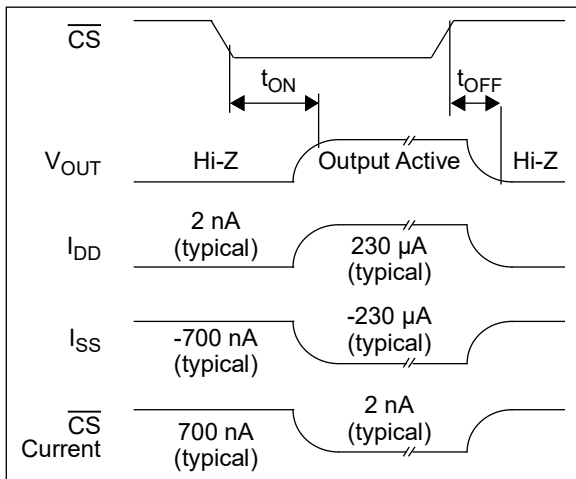 CS
tON
tOFF
VOUT
Hi-Z
Output Active
Hi-Z
IDD
2 nA
(typical)
230 µA
(typical)
ISS
-700 nA
(typical)
-230 µA
(typical)
CS
Current
700 nA
(typical)
2 nA
(typical)